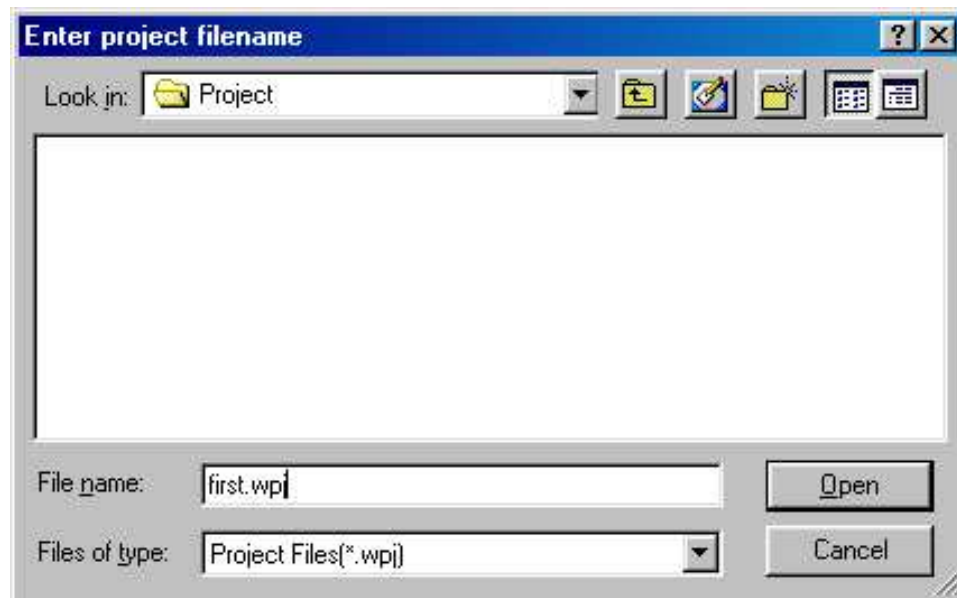 Enter project filename
Look in: Project
File name: first.wpj
Open
Files of type: Project Files(*.wpj)
Cancel